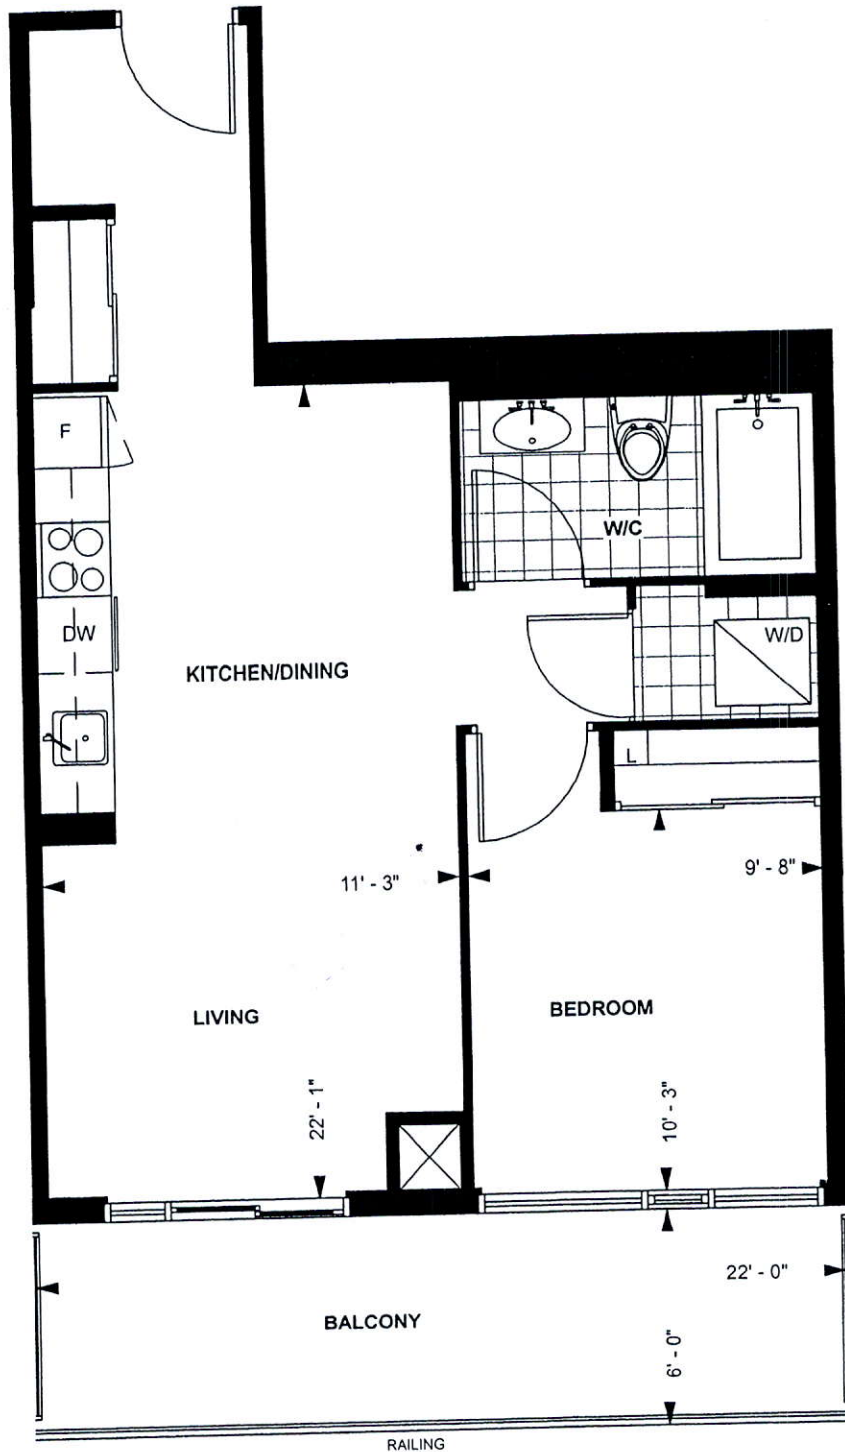 F
W/C
DW
W/D
KITCHEN/DINING
L
11' - 3"
9' - 8"
LIVING
BEDROOM
22' - 1"
10' - 3"
22' - 0"
BALCONY
6' - 0"
RAILING